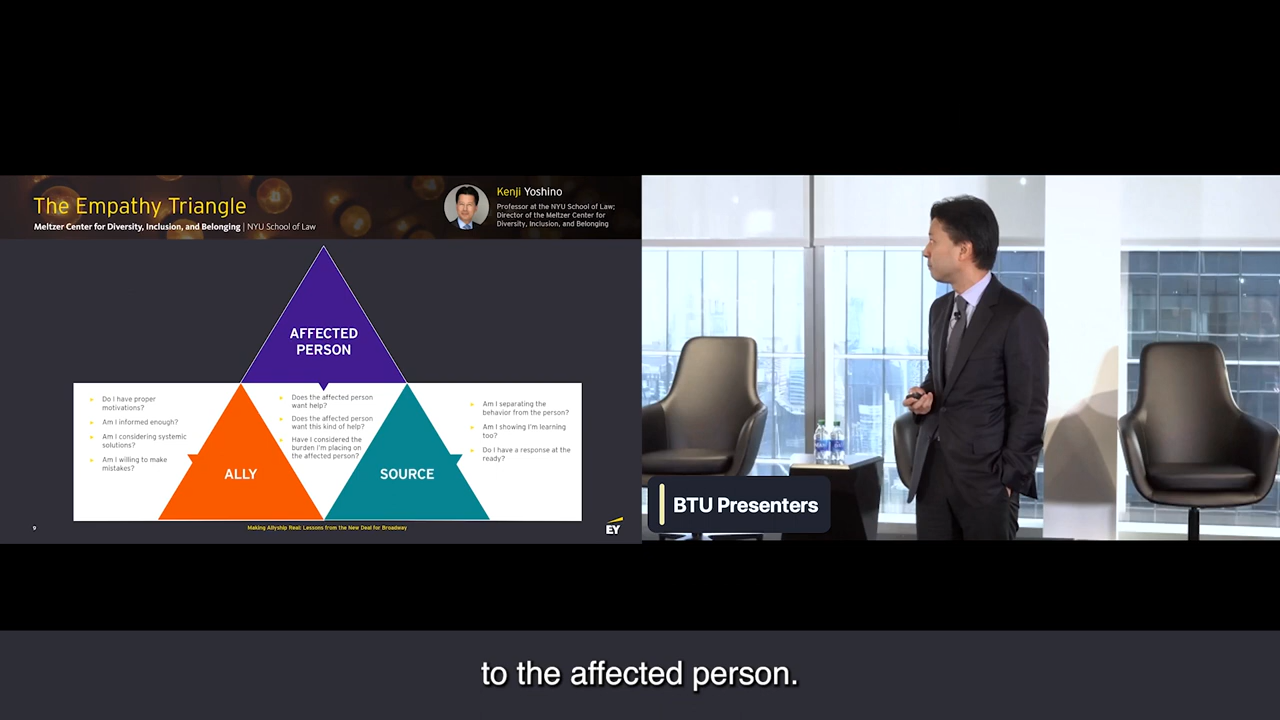 The Empathy Triangle
Meltzer Center for Diversity, Inclusion, and Belonging | NYU School of Law
Kenji Yoshino
Professor at the NYU School of Law;
Director of the Meltzer Center for
Diversity, Inclusion, and Belonging
AFFECTED
PERSON
Do I have proper
motivations?
Am I informed enough?
Am I considering systemic
solutions?
Am I willing to make
mistakes?
ALLY
Does the affected person
want help?
Does the affected person
want this kind of help?
Have I considered the
burden I'm placing on
the affected person?
SOURCE
Am I separating the
behavior from the person?
Am I showing I'm learning
too?
Do I have a response at the
ready?
9
Making Allyship Real: Lessons from the New Deal for Broadway
EY
BTU Presenters
to the affected person.